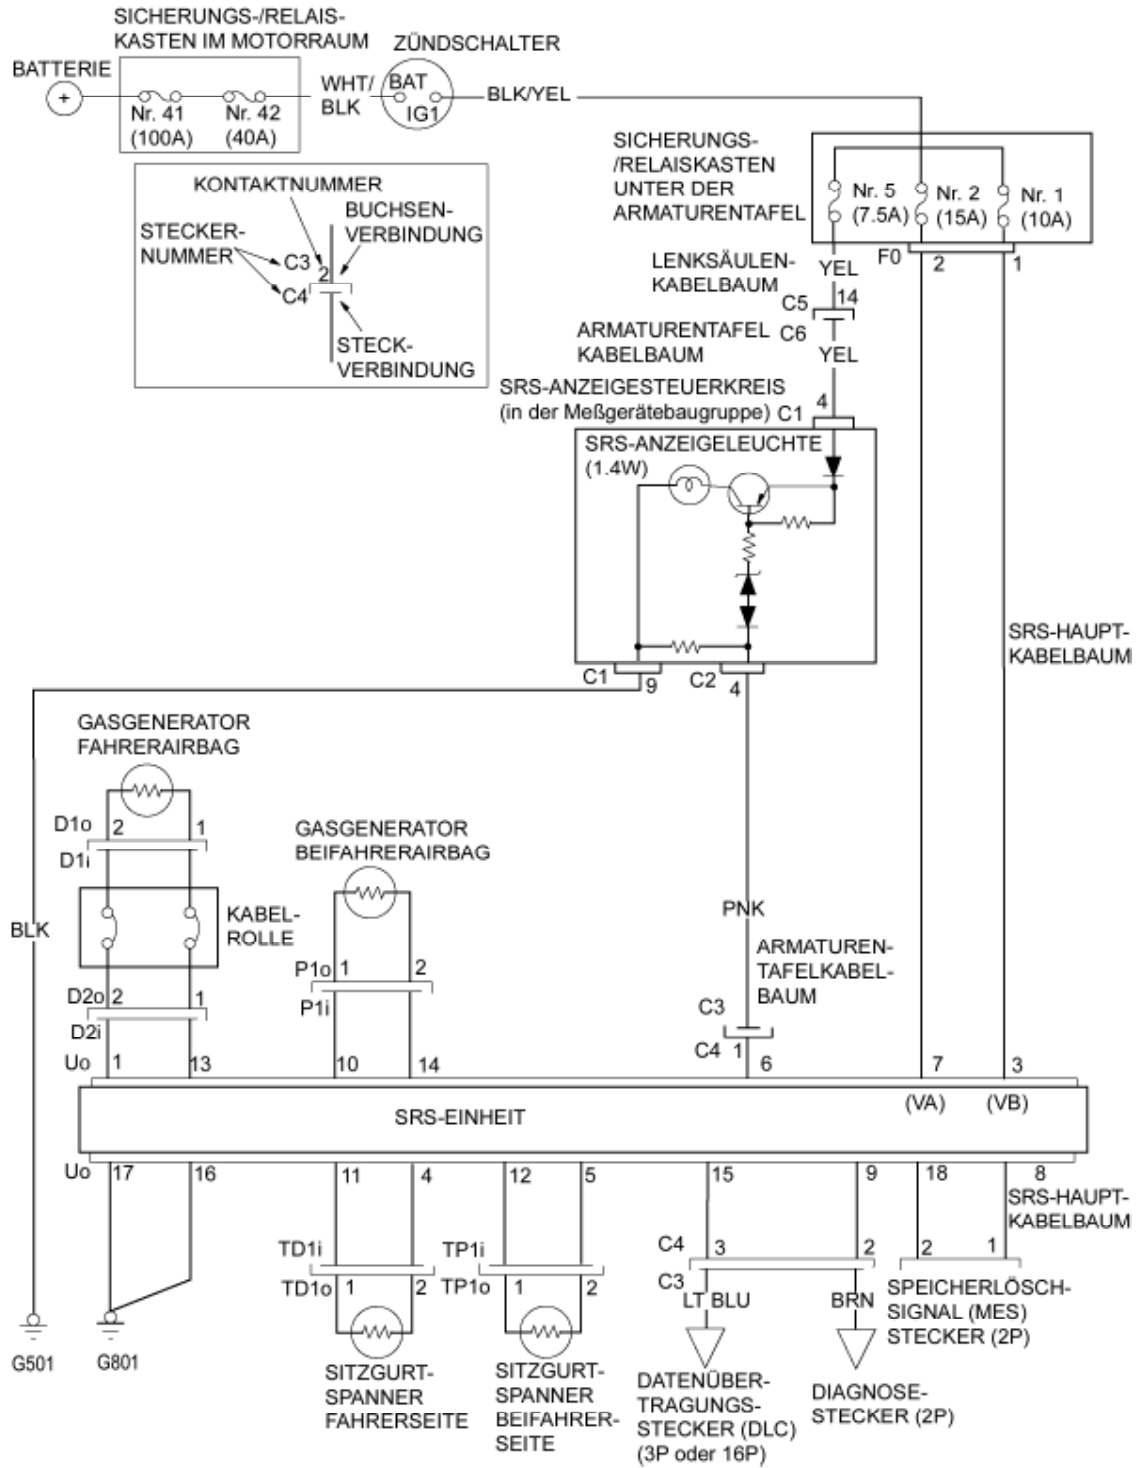 SICHERUNGS-/RELAIS-
KASTEN IM MOTORRAUM
ZÜNDSCHALTER
BATTERIE
+
Nr. 41
(100A)
Nr. 42
(40A)
WHT/
BLK
BAT
IG1
BLK/YEL
SICHERUNGS-
/RELAISKASTEN
UNTER DER
ARMATURENTAFEL
Nr. 5
(7.5A)
Nr. 2
(15A)
Nr. 1
(10A)
F0
2
1
KONTAKTNUMMER
BUCHSEN-
VERBINDUNG
STECKER-
NUMMER
C3
2
C4
STECK-
VERBINDUNG
LENKSÄULEN-
KABELBAUM
YEL
C5
14
C6
ARMATURENTAFEL
KABELBAUM
YEL
SRS-ANZEIGESTEUERKREIS
(in der Meßgerätebaugruppe)
C1
4
SRS-ANZEIGELEUCHTE
(1.4W)
SRS-HAUPT-
KABELBAUM
C1
9
C2
4
GASGENERATOR
FAHRERAIRBAG
D1o
2
1
D1i
GASGENERATOR
BEIFAHRERAIRBAG
BLK
KABEL-
ROLLE
PNK
ARMATUREN-
TAFELKABEL-
BAUM
P1o
1
2
P1i
D2o
2
1
D2i
C3
C4
1
Uo
1
13
10
14
6
7
3
(VA)
(VB)
SRS-EINHEIT
Uo
17
16
11
4
12
5
15
9
18
8
SRS-HAUPT-
KABELBAUM
TD1i
TD1o
1
2
TP1i
TP1o
1
2
C4
3
2
C3
2
1
LT BLU
BRN
SPEICHERLÖSCH-
SIGNAL (MES)
STECKER (2P)
G501
G801
SITZGURT-
SPANNER
FAHRERSEITE
SITZGURT-
SPANNER
BEIFAHRER-
SEITE
DATENÜBER-
TRAGUNGS-
STECKER (DLC)
(3P oder 16P)
DIAGNOSE-
STECKER (2P)